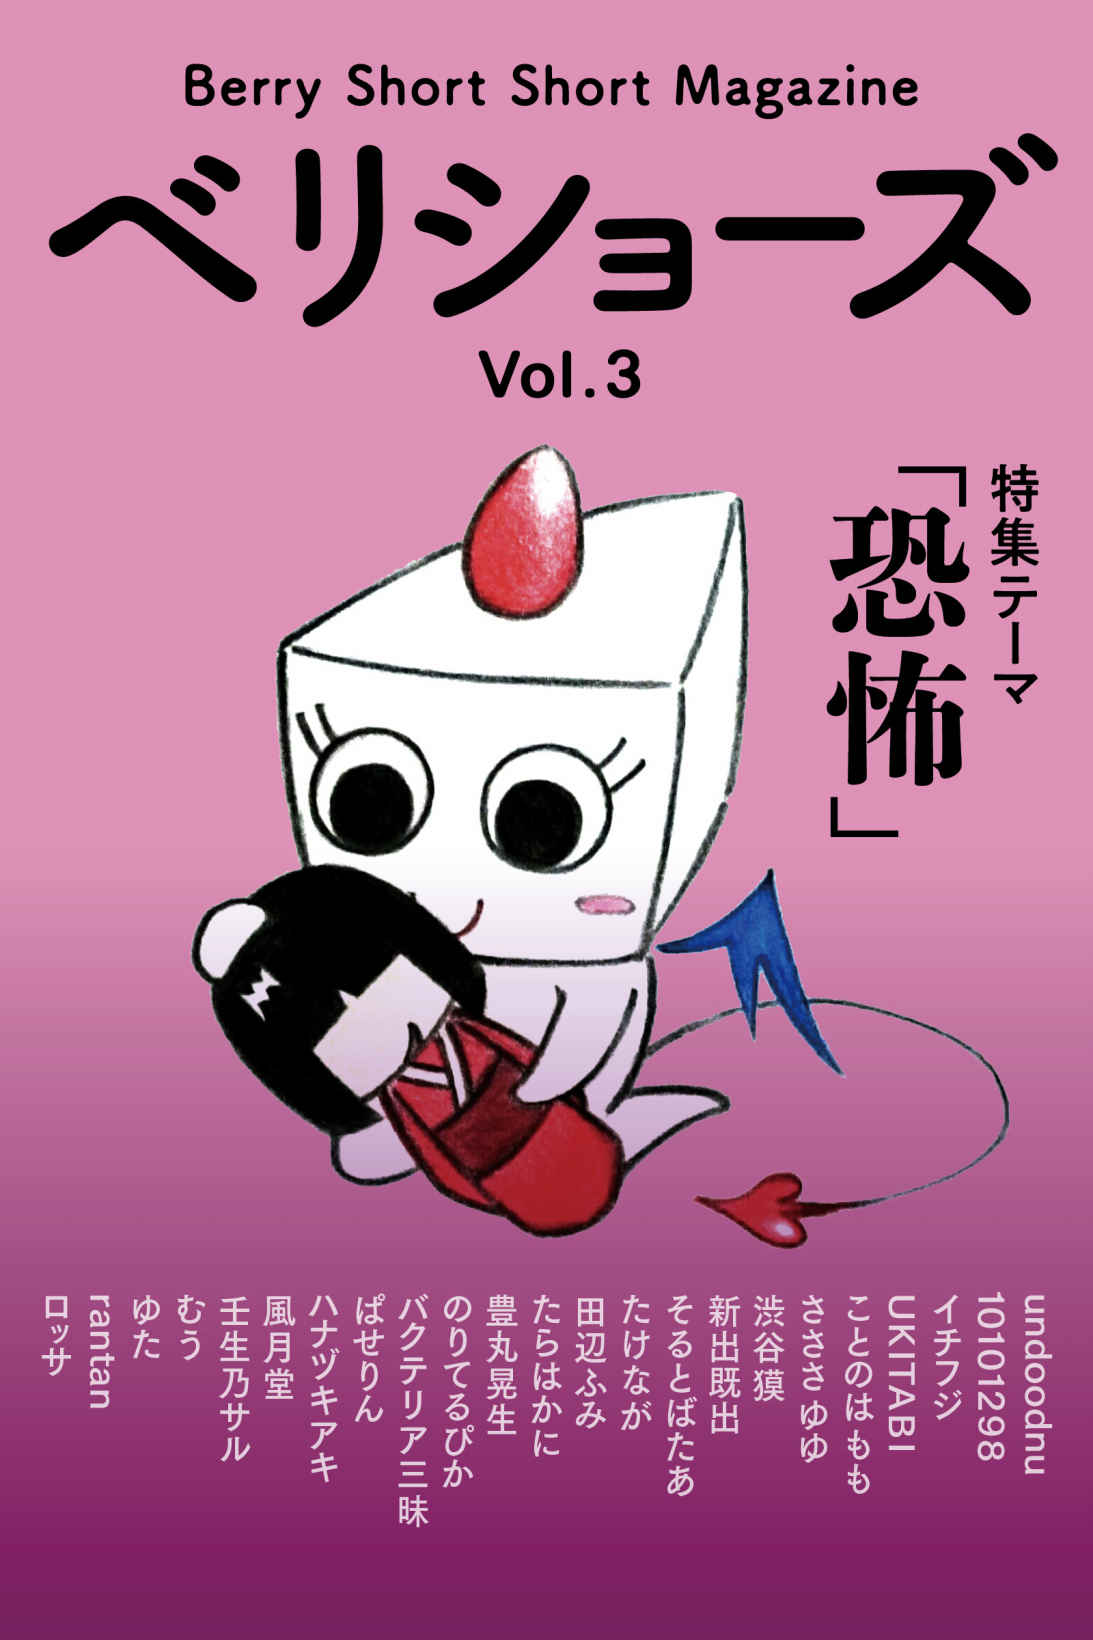 Berry Short Short Magazine
ベリショーズ
Vol.3
特集テーマ
「恐怖」
undoodnu
10101298
イチフジ
UKITABI
ことのはもも
さささ ゆゆ
渋谷獏
新出既出
そるとばたあ
たけなが
田辺ふみ
たらはかに
豊丸晃生
のりてるぴか
バクテリア三昧
ぱせりん
ハナヅキアキ
風月堂
壬生乃サル
むう
ゆた
rantan
ロッサ